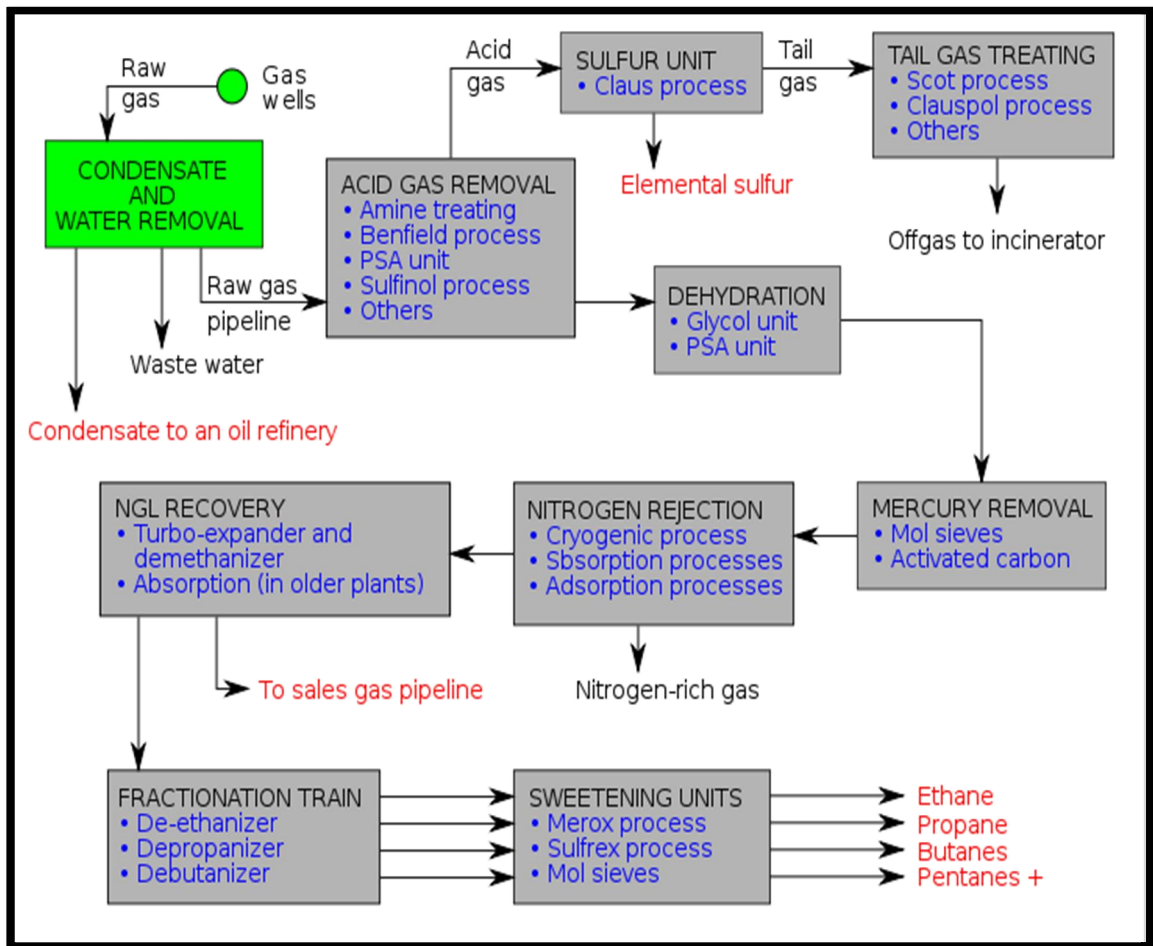 Raw
gas
Gas
wells
CONDENSATE
AND
WATER REMOVAL
Acid
gas
SULFUR UNIT
• Claus process
Tail
gas
TAIL GAS TREATING
• Scot process
• Clauspol process
• Others
Elemental sulfur
Offgas to incinerator
ACID GAS REMOVAL
• Amine treating
• Benfield process
• PSA unit
• Sulfinol process
• Others
Raw gas
pipeline
Waste water
Condensate to an oil refinery
DEHYDRATION
• Glycol unit
• PSA unit
MERCURY REMOVAL
• Mol sieves
• Activated carbon
NITROGEN REJECTION
• Cryogenic process
• Sbsorption processes
• Adsorption processes
Nitrogen-rich gas
NGL RECOVERY
• Turbo-expander and
demethanizer
• Absorption (in older plants)
To sales gas pipeline
FRACTIONATION TRAIN
• De-ethanizer
• Depropanizer
• Debutanizer
SWEETENING UNITS
• Merox process
• Sulfrex process
• Mol sieves
Ethane
Propane
Butanes
Pentanes +